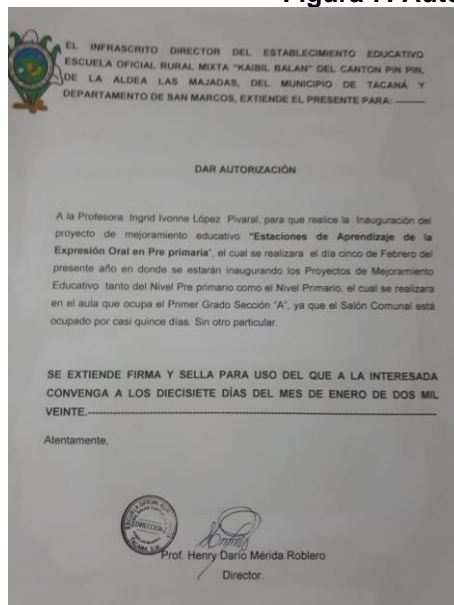 EL INFRASCRITO DIRECTOR DEL ESTABLECIMIENTO EDUCATIVO
ESCUELA OFICIAL RURAL MIXTA "KAIBIL BALAN" DEL CANTON PIN PIN,
DE LA ALDEA LAS MAJADAS, DEL MUNICIPIO DE TACANÁ Y
DEPARTAMENTO DE SAN MARCOS, EXTIENDE EL PRESENTE PARA: --------
DAR AUTORIZACIÓN
A la Profesora: Ingrid Ivonne López Pivaral, para que realice la Inauguración del
proyecto de mejoramiento educativo "Estaciones de Aprendizaje de la
Expresión Oral en Pre primaria", el cual se realizara el día cinco de Febrero del
presente año en donde se estarán inaugurando los Proyectos de Mejoramiento
Educativo tanto del Nivel Pre primario como el Nivel Primario, el cual se realizara
en el aula que ocupa el Primer Grado Sección "A", ya que el Salón Comunal está
ocupado por casi quince días. Sin otro particular.
SE EXTIENDE FIRMA Y SELLA PARA USO DEL QUE A LA INTERESADA
CONVENGA A LOS DIECISIETE DÍAS DEL MES DE ENERO DE DOS MIL
VEINTE.--------------------------------------------------------------------------------
Atentamente,
DIRECCION
Prof. Henry Darío Mérida Roblero
Director.